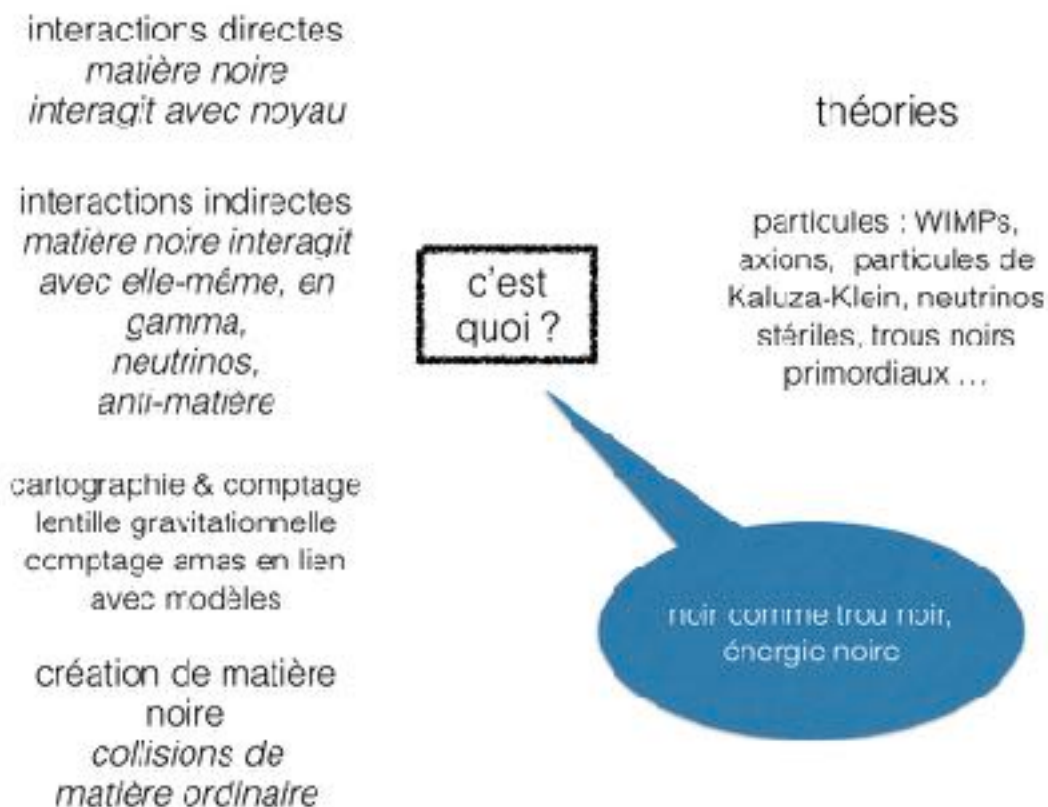 interactions directes
matière noire
interagit avec noyau
interactions indirectes
matière noire interagit
avec elle-même, en
gamma,
neutrinos,
anti-matière
cartographie & comptage
lentille gravitationnelle
comptage amas en lien
avec modèles
création de matière
noire
collisions de
matière ordinaire
c'est
quoi ?
théories
particules : WIMPs,
axions, particules de
Kaluza-Klein, neutrinos
stériles, trous noirs
primordiaux ...
noir comme trou noir,
énergie noire